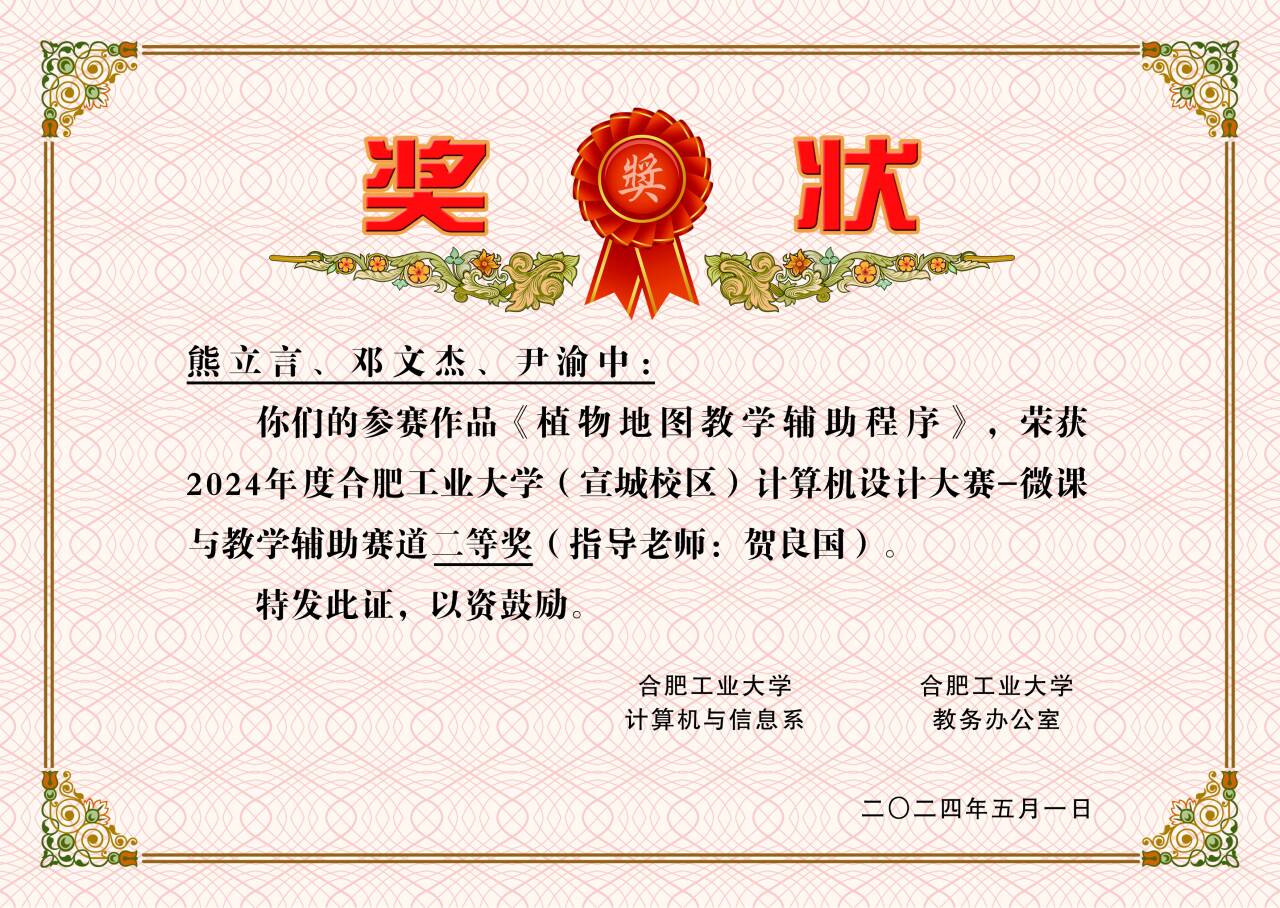 奖 獎 状
熊立言、邓文杰、尹渝中：
你们的参赛作品《植物地图教学辅助程序》，荣获
2024年度合肥工业大学（宣城校区）计算机设计大赛-微课
与教学辅助赛道二等奖（指导老师：贺良国）。
特发此证，以资鼓励。
合肥工业大学 合肥工业大学
计算机与信息系 教务办公室
二〇二四年五月一日